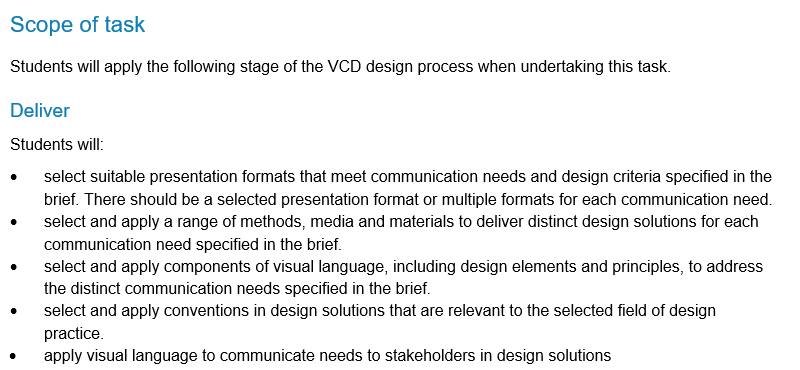 Scope of task
Students will apply the following stage of the VCD design process when undertaking this task.
Deliver
Students will:
• select suitable presentation formats that meet communication needs and design criteria specified in the
brief. There should be a selected presentation format or multiple formats for each communication need.
• select and apply a range of methods, media and materials to deliver distinct design solutions for each
communication need specified in the brief.
• select and apply components of visual language, including design elements and principles, to address
the distinct communication needs specified in the brief.
• select and apply conventions in design solutions that are relevant to the selected field of design
practice.
• apply visual language to communicate needs to stakeholders in design solutions